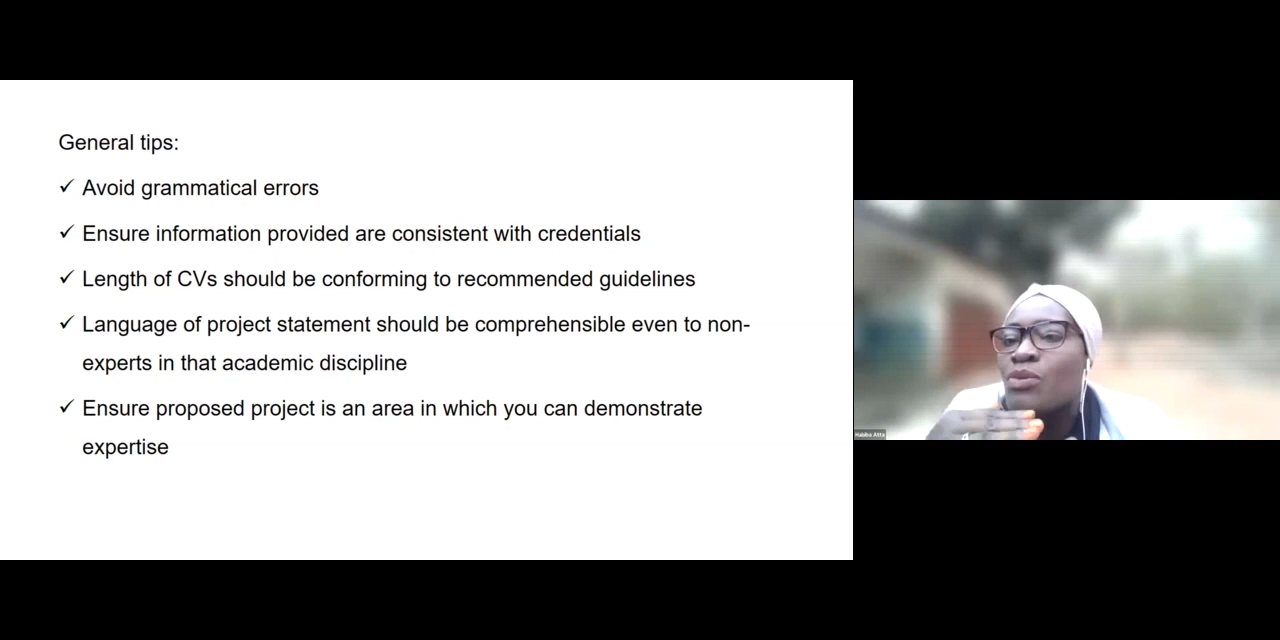 General tips:
✓ Avoid grammatical errors
✓ Ensure information provided are consistent with credentials
✓ Length of CVs should be conforming to recommended guidelines
✓ Language of project statement should be comprehensible even to non-
experts in that academic discipline
✓ Ensure proposed project is an area in which you can demonstrate
expertise